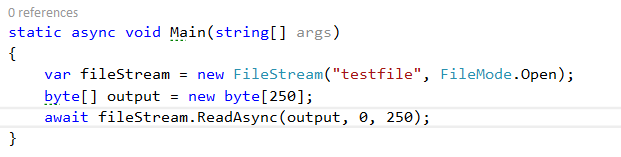 0 references
static async void Main(string[] args)
{
    var fileStream = new FileStream("testfile", FileMode.Open);
    byte[] output = new byte[250];
    await fileStream.ReadAsync(output, 0, 250);
}